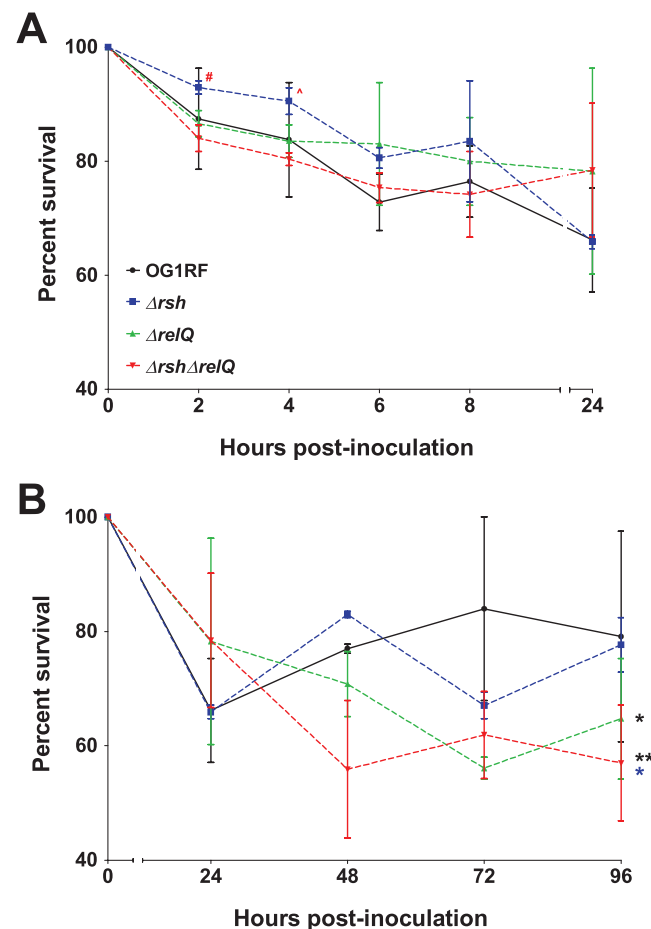 A
100
80
60
40
Percent survival
#
^
OG1RF
Δrsh
ΔrelQ
ΔrshΔrelQ
0 2 4 6 8 24
Hours post-inoculation
B
100
80
60
40
Percent survival
*
**
*
0 24 48 72 96
Hours post-inoculation